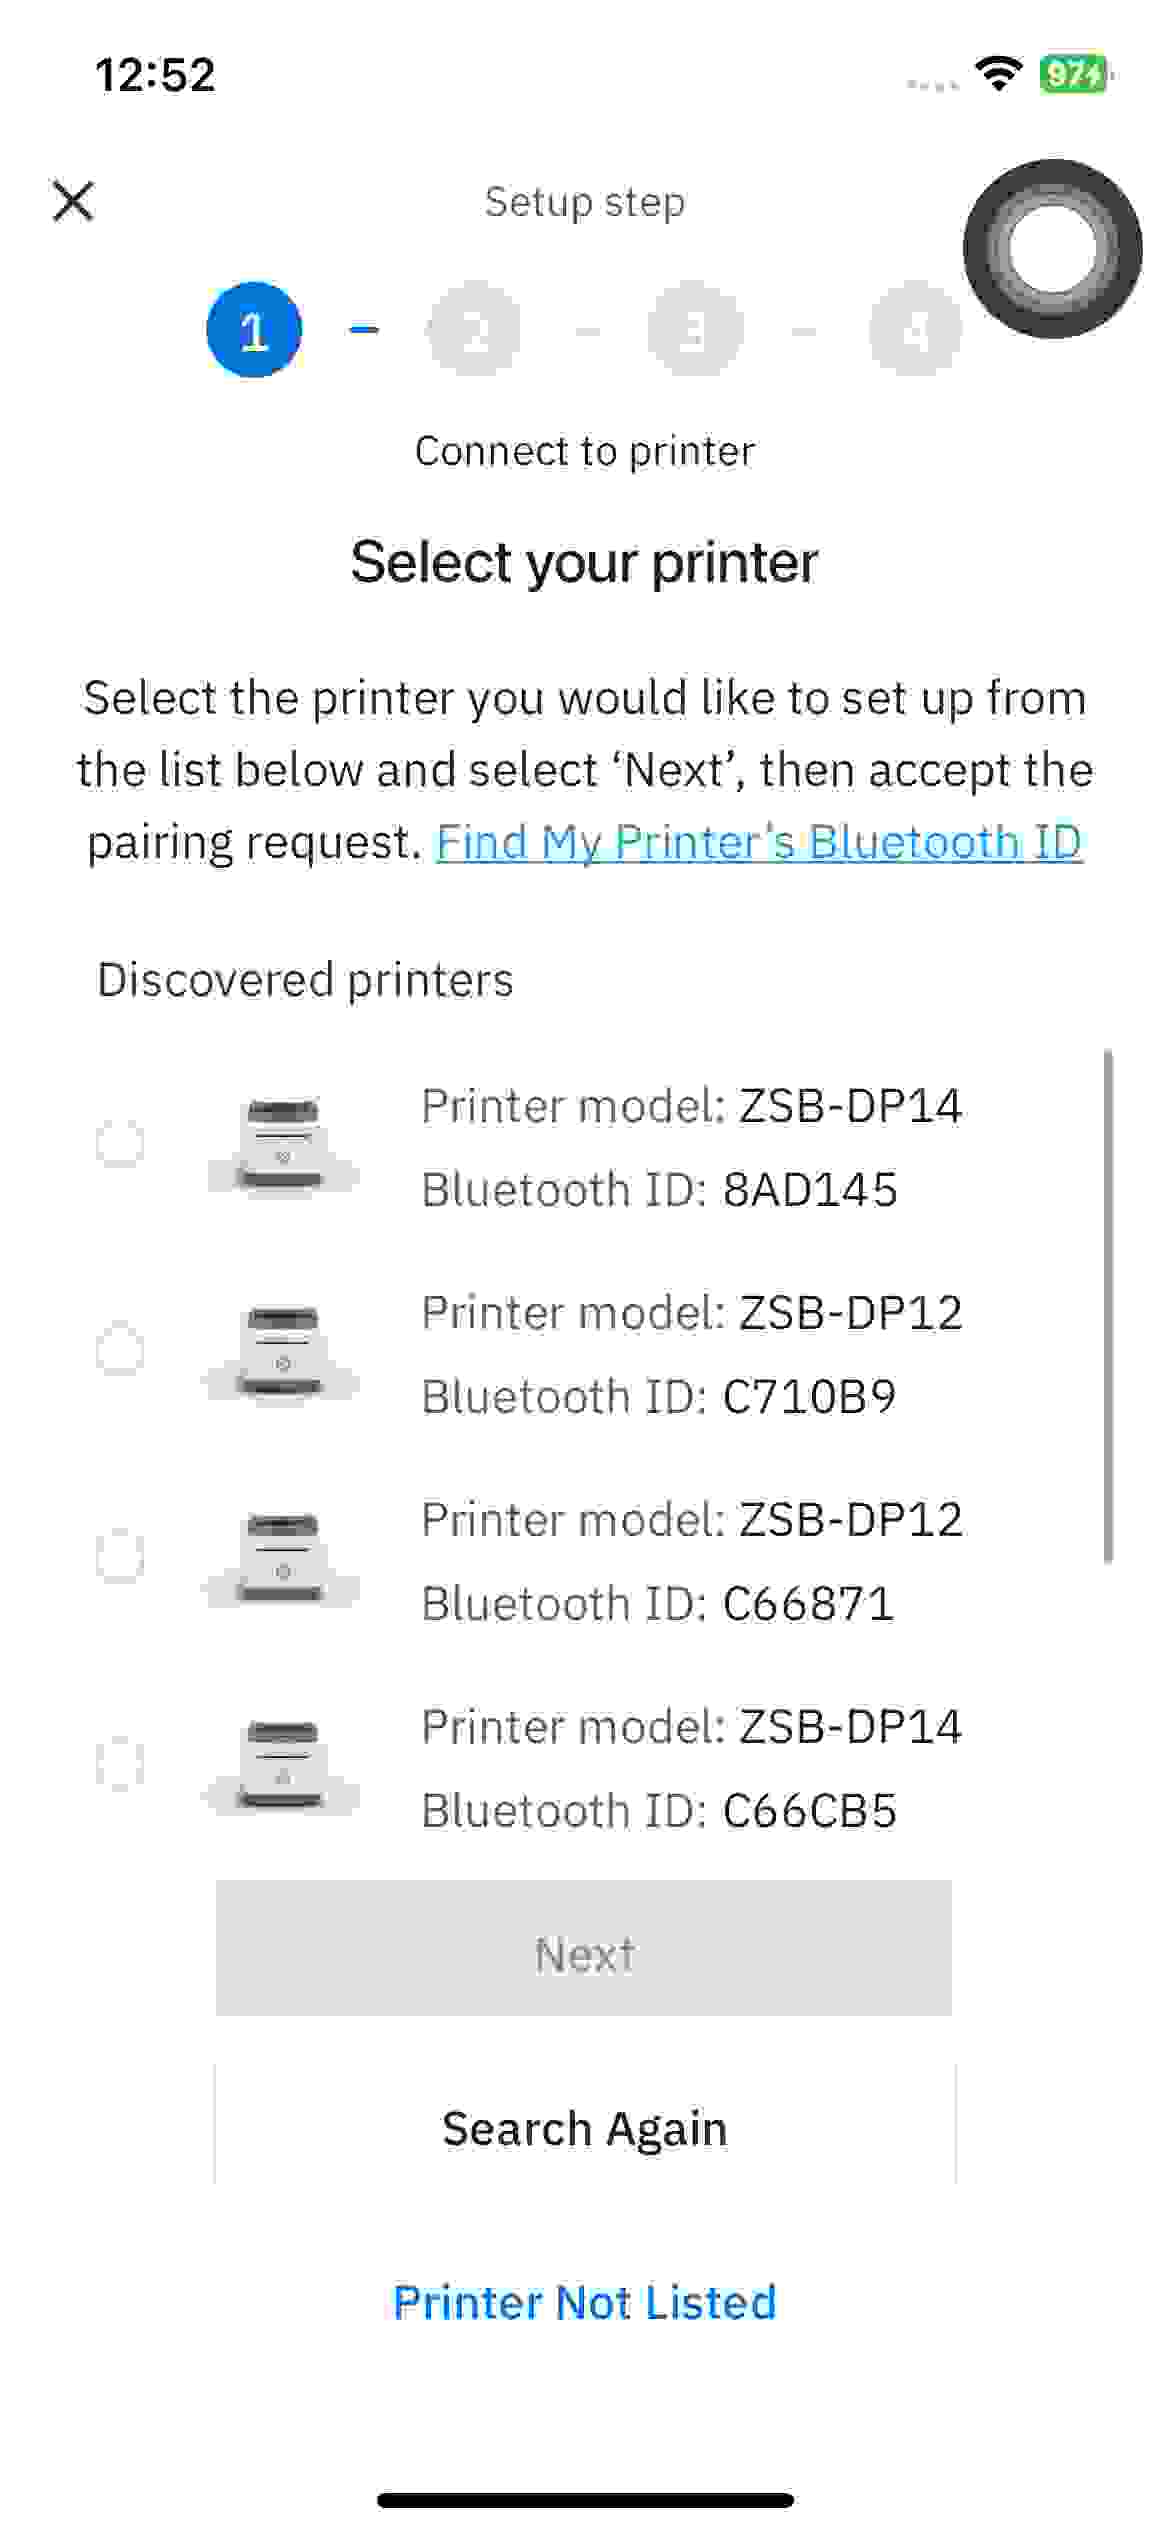 12:52
97
Setup step
1
2
3
4
Connect to printer
Select your printer
Select the printer you would like to set up from
the list below and select ‘Next’, then accept the
pairing request. Find My Printer's Bluetooth ID
Discovered printers
Printer model: ZSB-DP14
Bluetooth ID: 8AD145
Printer model: ZSB-DP12
Bluetooth ID: C710B9
Printer model: ZSB-DP12
Bluetooth ID: C66871
Printer model: ZSB-DP14
Bluetooth ID: C66CB5
Next
Search Again
Printer Not Listed